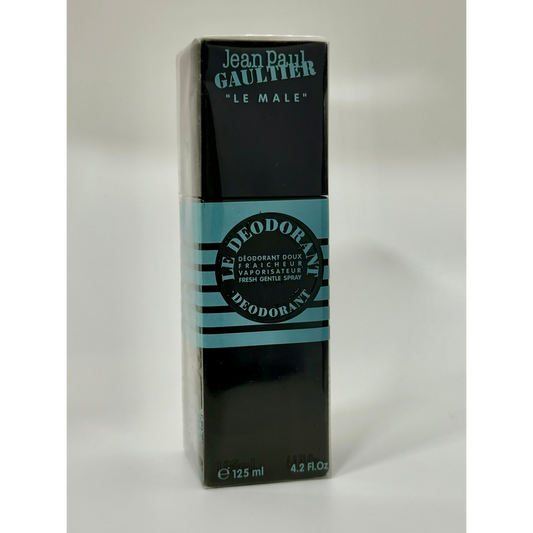 Jean Paul
GAULTIER
"LE MALE"
LE DEODORANT
DÉODORANT DOUX
FRAICHEUR
VAPORISATEUR
FRESH GENTLE SPRAY
DEODORANT
℮ 125 ml 4.2 Fl.Oz